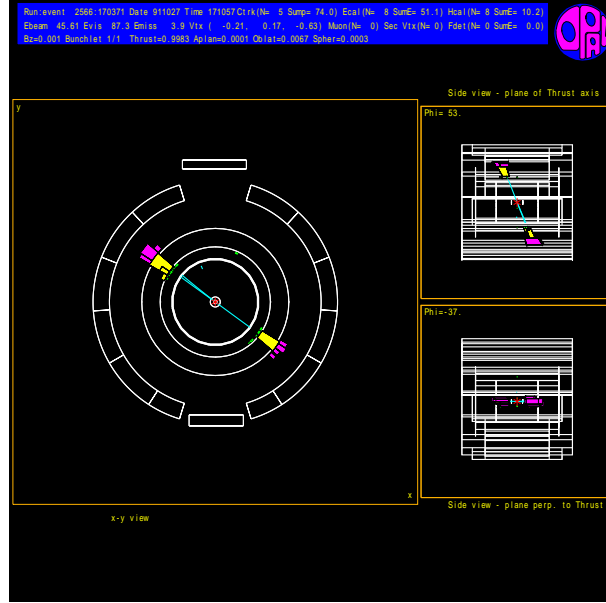 Run:event 2566:170371 Date 911027 Time 171057 Ctrk(N= 5 Sump= 74.0) Ecal(N= 8 SumE= 51.1) Hcal(N= 8 SumE= 10.2)
Ebeam 45.61 Evis 87.3 Emiss 3.9 Vtx ( -0.21, 0.17, -0.63) Muon(N= 0) Sec Vtx(N= 0) Fdet(N= 0 SumE= 0.0)
Bz=0.001 Bunchlet 1/1 Thrust=0.9983 Aplan=0.0001 Oblat=0.0067 Spher=0.0003
Side view - plane of Thrust axis
y
Phi= 53.
Phi=-37.
x
Side view - plane perp. to Thrust
x-y view